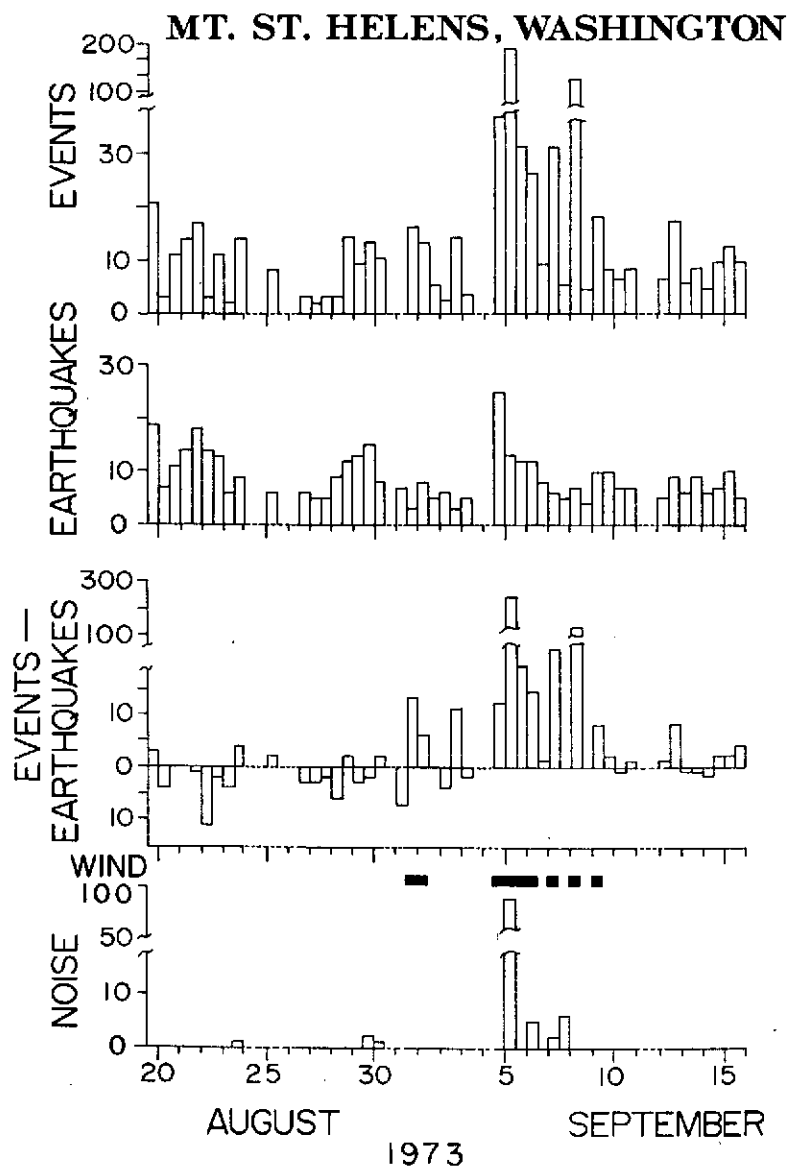 MT. ST. HELENS, WASHINGTON
200
100
30
10
0
EVENTS
30
10
0
EARTHQUAKES
300
100
10
0
10
EVENTS —
EARTHQUAKES
WIND
100
50
10
0
NOISE
20 25 30 5 10 15
AUGUST SEPTEMBER
1973